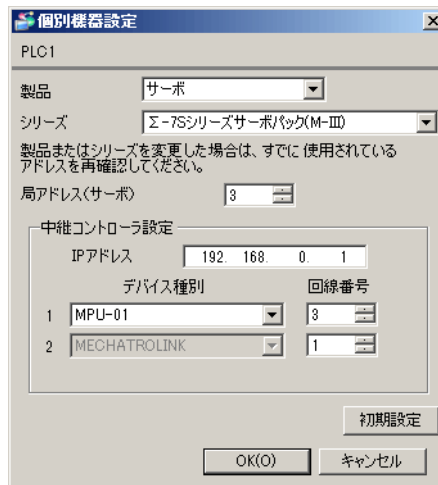 個別機器設定
PLC1
製品 サーボ
シリーズ Σ-7Sシリーズサーボパック(M-Ⅲ)
製品またはシリーズを変更した場合は、すでに使用されている
アドレスを再確認してください。
局アドレス(サーボ) 3
中継コントローラ設定
IPアドレス 192. 168. 0. 1
デバイス種別 回線番号
1 MPU-01 3
2 MECHATROLINK 1
初期設定
OK(O) キャンセル